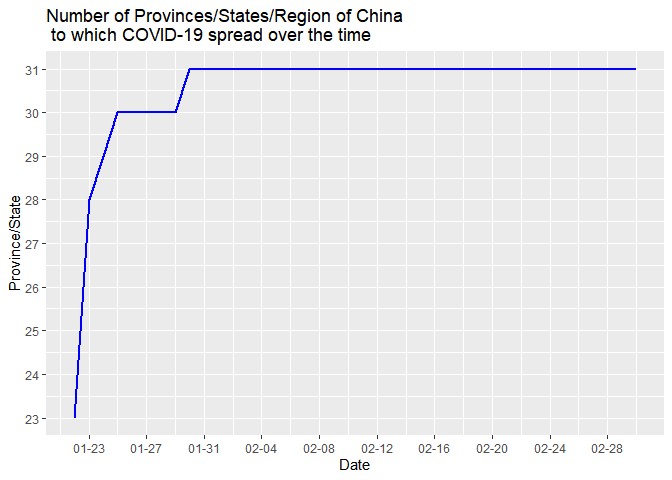 Number of Provinces/States/Region of China
to which COVID-19 spread over the time
31
30
29
28
27
26
25
24
23
Province/State
01-23 01-27 01-31 02-04 02-08 02-12 02-16 02-20 02-24 02-28
Date